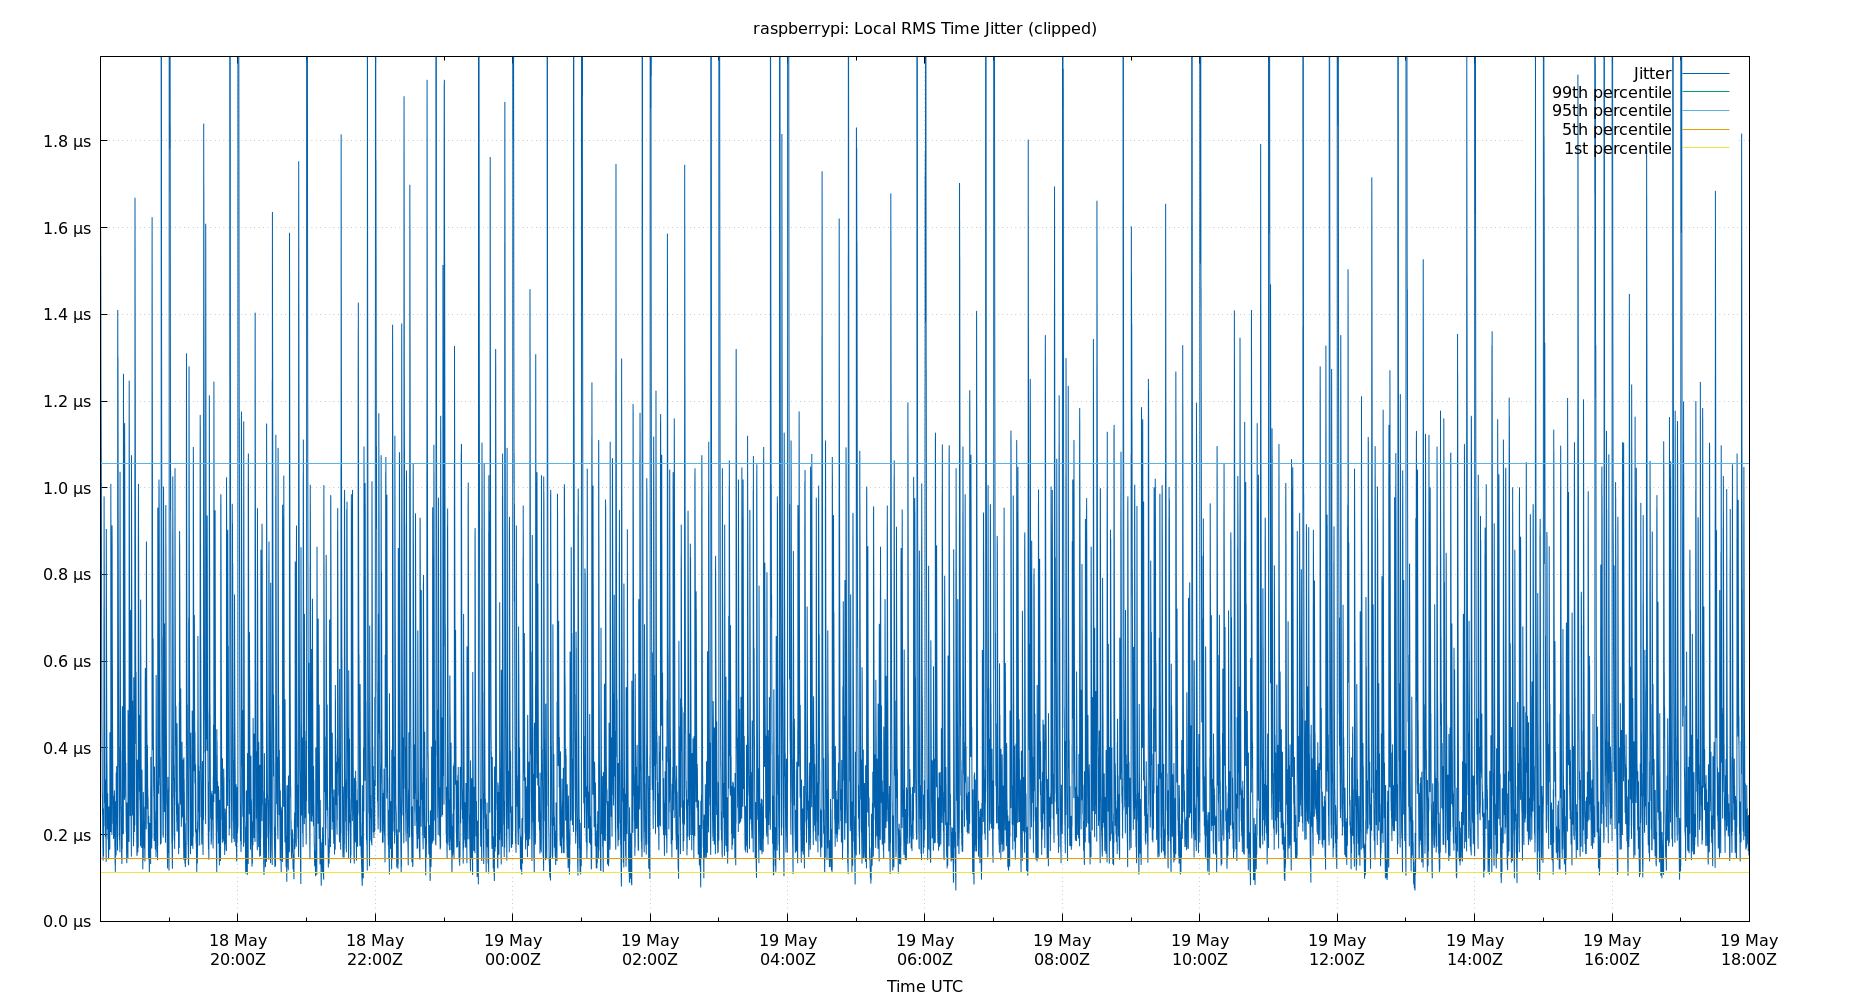 raspberrypi: Local RMS Time Jitter (clipped)
Jitter
99th percentile
95th percentile
5th percentile
1st percentile
1.8 μs
1.6 μs
1.4 μs
1.2 μs
1.0 μs
0.8 μs
0.6 μs
0.4 μs
0.2 μs
0.0 μs
18 May 18 May 19 May 19 May 19 May 19 May 19 May 19 May 19 May 19 May 19 May 19 May
20:00Z 22:00Z 00:00Z 02:00Z 04:00Z 06:00Z 08:00Z 10:00Z 12:00Z 14:00Z 16:00Z 18:00Z
Time UTC